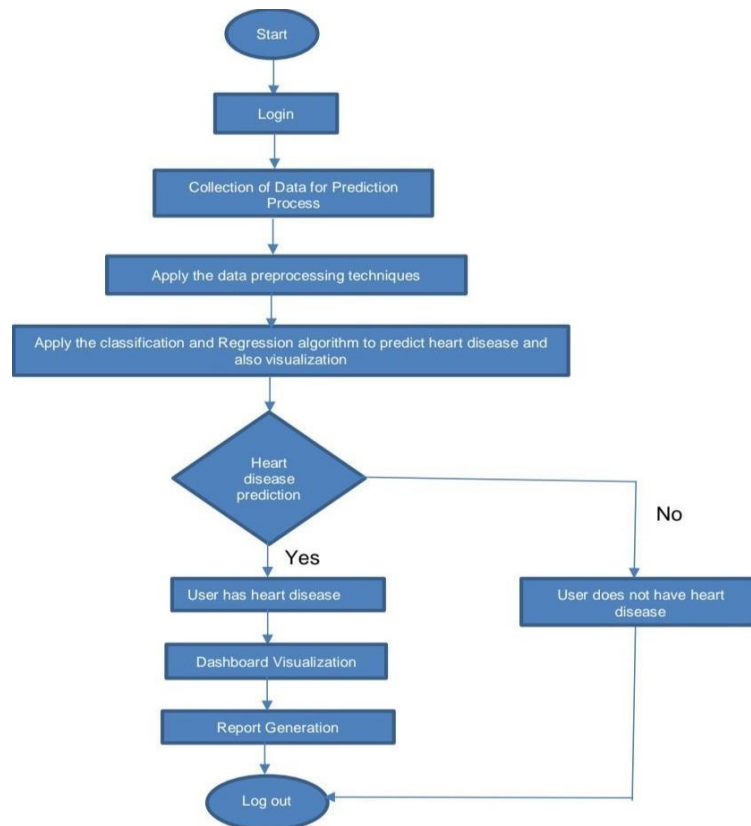 Start
Login
Collection of Data for Prediction
Process
Apply the data preprocessing techniques
Apply the classification and Regression algorithm to predict heart disease and
also visualization
Heart
disease
prediction
No
Yes
User has heart disease
User does not have heart
disease
Dashboard Visualization
Report Generation
Log out